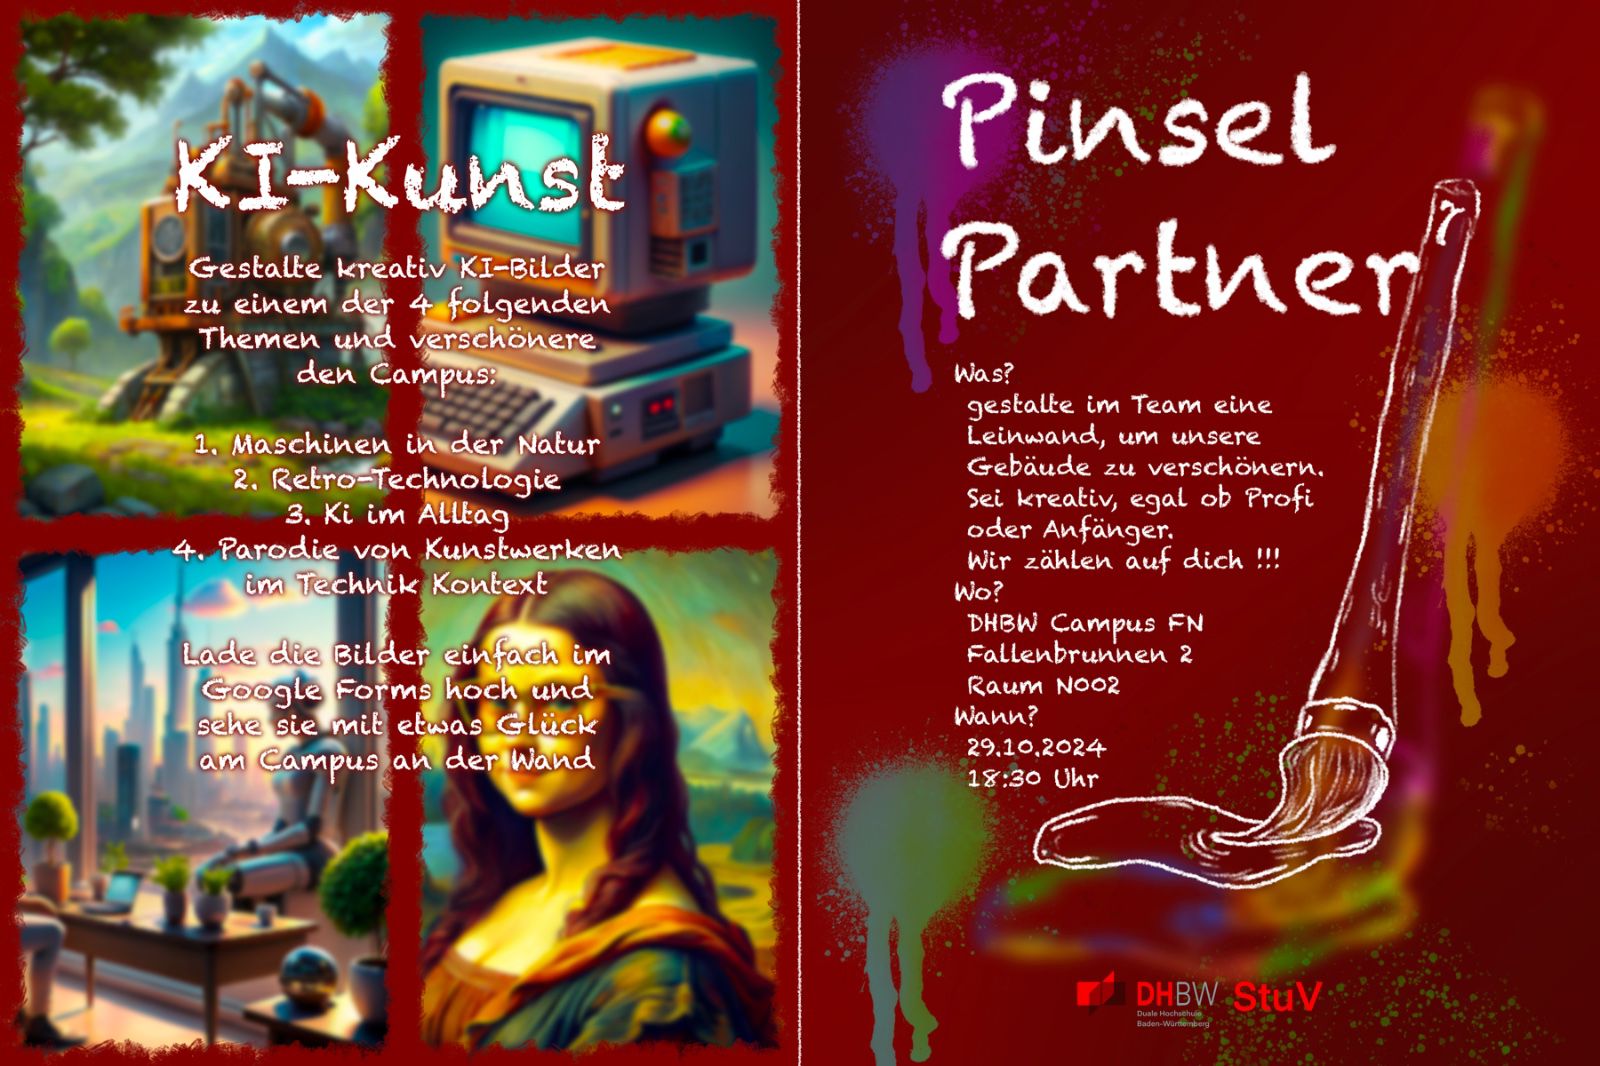 KI-Kunst
Gestalte kreativ KI-Bilder
zu einem der 4 folgenden
Themen und verschönere
den Campus:
1. Maschinen in der Natur
2. Retro-Technologie
3. Ki im Alltag
4. Parodie von Kunstwerken
im Technik Kontext
Lade die Bilder einfach im
Google Forms hoch und
sehe sie mit etwas Glück
am Campus an der Wand
Pinsel
Partner
Was?
gestalte im Team eine
Leinwand, um unsere
Gebäude zu verschönern.
Sei kreativ, egal ob Profi
oder Anfänger.
Wir zählen auf dich !!!
Wo?
DHBW Campus FN
Fallenbrunnen 2
Raum N002
Wann?
29.10.2024
18:30 Uhr
DHBW StuV
Duale Hochschule
Baden-Württemberg